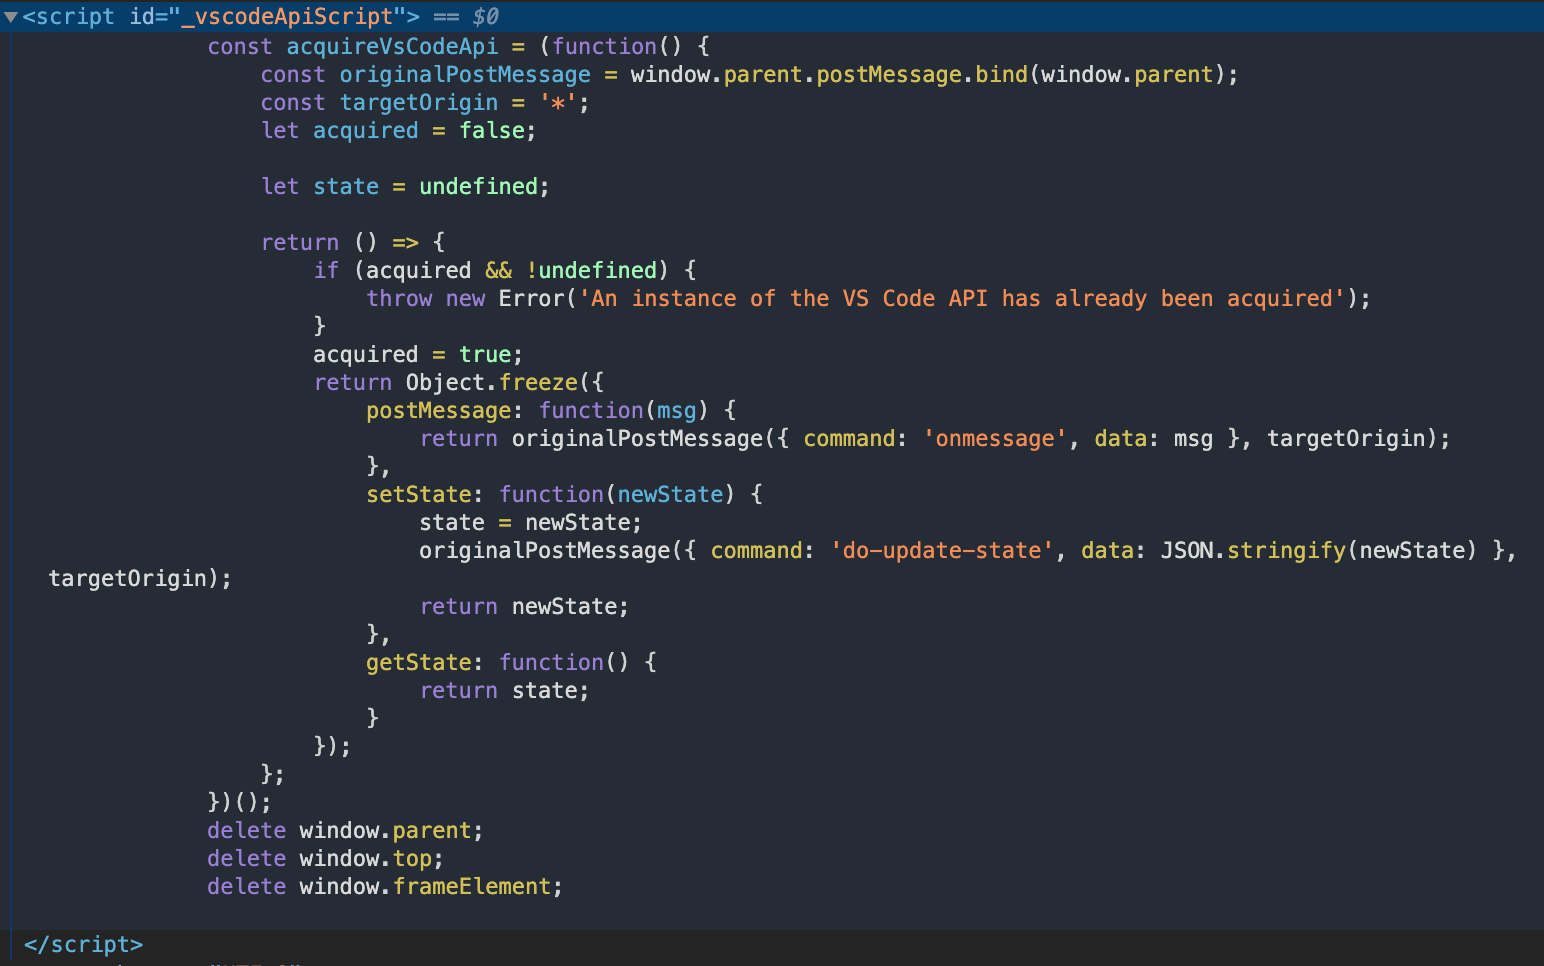 ▼<script id="_vscodeApiScript"> == $0
const acquireVsCodeApi = (function() {
const originalPostMessage = window.parent.postMessage.bind(window.parent);
const targetOrigin = '*';
let acquired = false;
let state = undefined;
return () => {
if (acquired && !undefined) {
throw new Error('An instance of the VS Code API has already been acquired');
}
acquired = true;
return Object.freeze({
postMessage: function(msg) {
return originalPostMessage({ command: 'onmessage', data: msg }, targetOrigin);
},
setState: function(newState) {
state = newState;
originalPostMessage({ command: 'do-update-state', data: JSON.stringify(newState) },
targetOrigin);
return newState;
},
getState: function() {
return state;
}
});
};
})();
delete window.parent;
delete window.top;
delete window.frameElement;
</script>